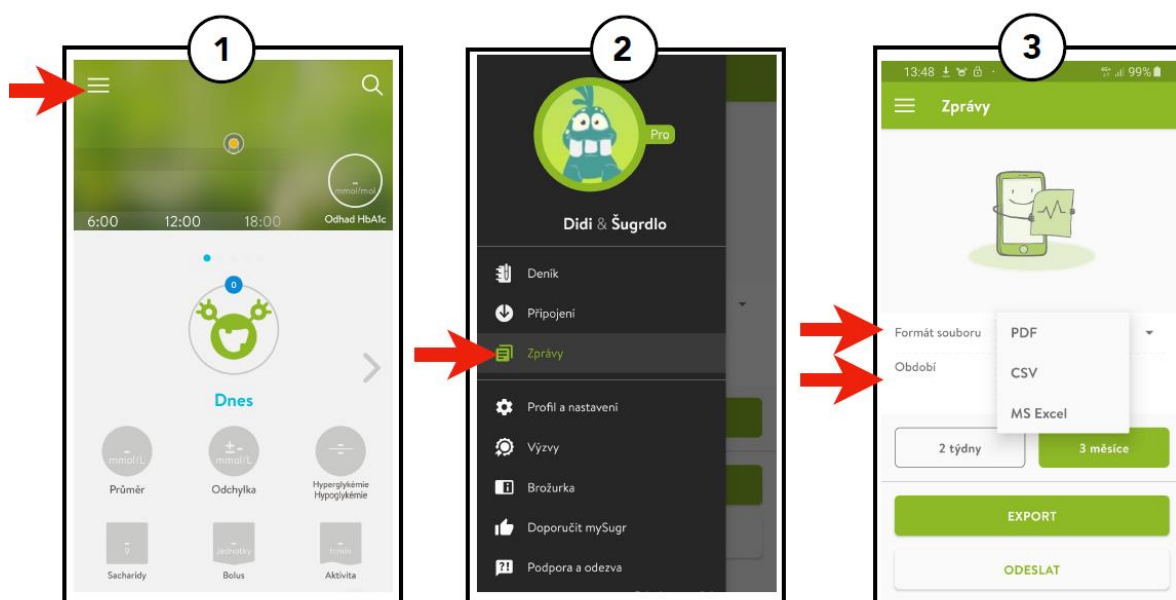 1
mmol/mol
6:00 12:00 18:00 Odhad HbA1c
0
Dnes
mmol/L
Průměr
±-
mmol/L
Odchylka
Hyperglykémie
Hypoglykémie
g
Sacharidy
Jednotky
Bolus
Aktivita
2
Pro
Didi & Šugrdlo
Deník
Připojení
Zprávy
Profil a nastavení
Výzvy
Brožurka
Doporučit mySugr
?!
Podpora a odezva
3
13:48 99%
Zprávy
Formát souboru
Období
PDF
CSV
MS Excel
2 týdny
3 měsíce
EXPORT
ODESLAT